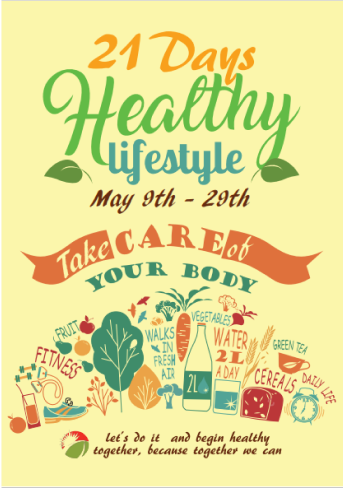 21 Days
Healthy
lifestyle
May 9th - 29th
Take CARE of
YOUR BODY
FRUIT
FITNESS
WALKS
IN
FRESH
AIR
VEGETABLES
WATER
2L
A DAY
2L
GREEN TEA
CEREALS
DAILY LIFE
let's do it and begin healthy
together, because together we can